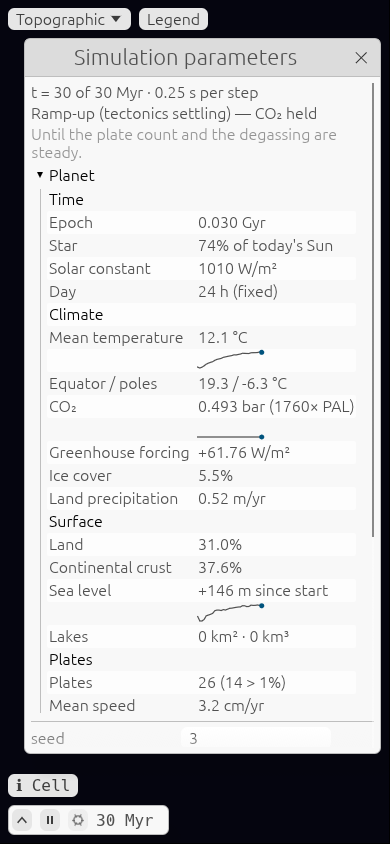 Topographic ▼ Legend
Simulation parameters
t = 30 of 30 Myr · 0.25 s per step
Ramp-up (tectonics settling) — CO₂ held
Until the plate count and the degassing are
steady.
▼ Planet
Time
Epoch 0.030 Gyr
Star 74% of today's Sun
Solar constant 1010 W/m²
Day 24 h (fixed)
Climate
Mean temperature 12.1 °C
Equator / poles 19.3 / -6.3 °C
CO₂ 0.493 bar (1760× PAL)
Greenhouse forcing +61.76 W/m²
Ice cover 5.5%
Land precipitation 0.52 m/yr
Surface
Land 31.0%
Continental crust 37.6%
Sea level +146 m since start
Lakes 0 km² · 0 km³
Plates
Plates 26 (14 > 1%)
Mean speed 3.2 cm/yr
seed 3
ℹ Cell
30 Myr